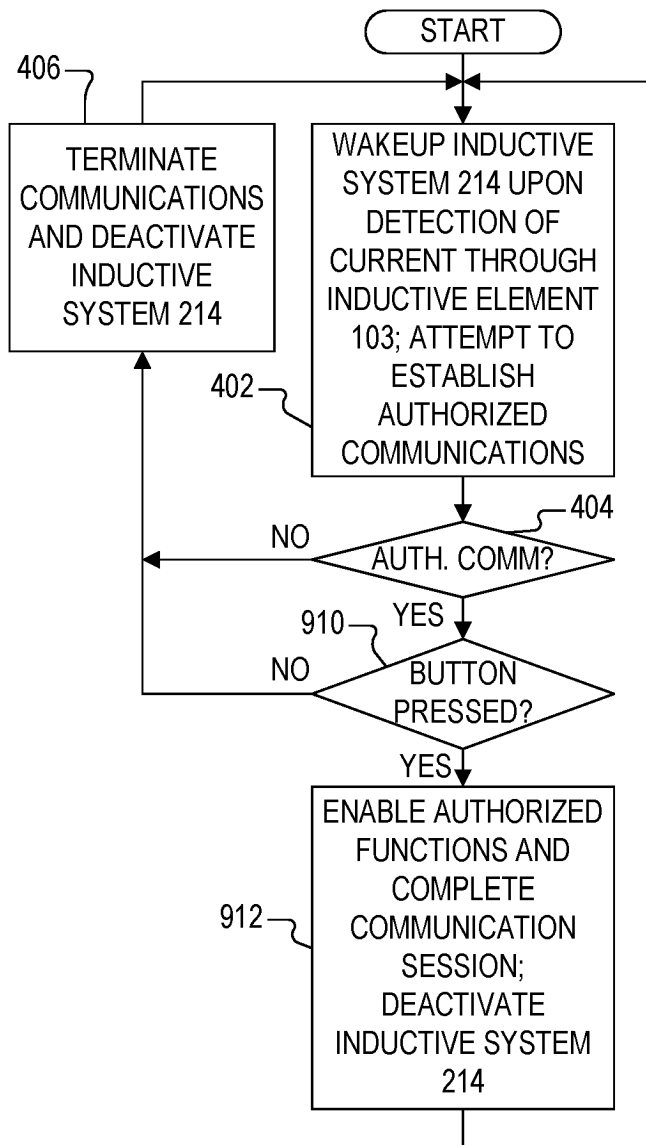 START
406
TERMINATE
COMMUNICATIONS
AND DEACTIVATE
INDUCTIVE
SYSTEM 214
WAKEUP INDUCTIVE
SYSTEM 214 UPON
DETECTION OF
CURRENT THROUGH
INDUCTIVE ELEMENT
103; ATTEMPT TO
ESTABLISH
AUTHORIZED
COMMUNICATIONS
402
404
NO
AUTH. COMM?
YES
910
NO
BUTTON
PRESSED?
YES
912
ENABLE AUTHORIZED
FUNCTIONS AND
COMPLETE
COMMUNICATION
SESSION;
DEACTIVATE
INDUCTIVE SYSTEM
214